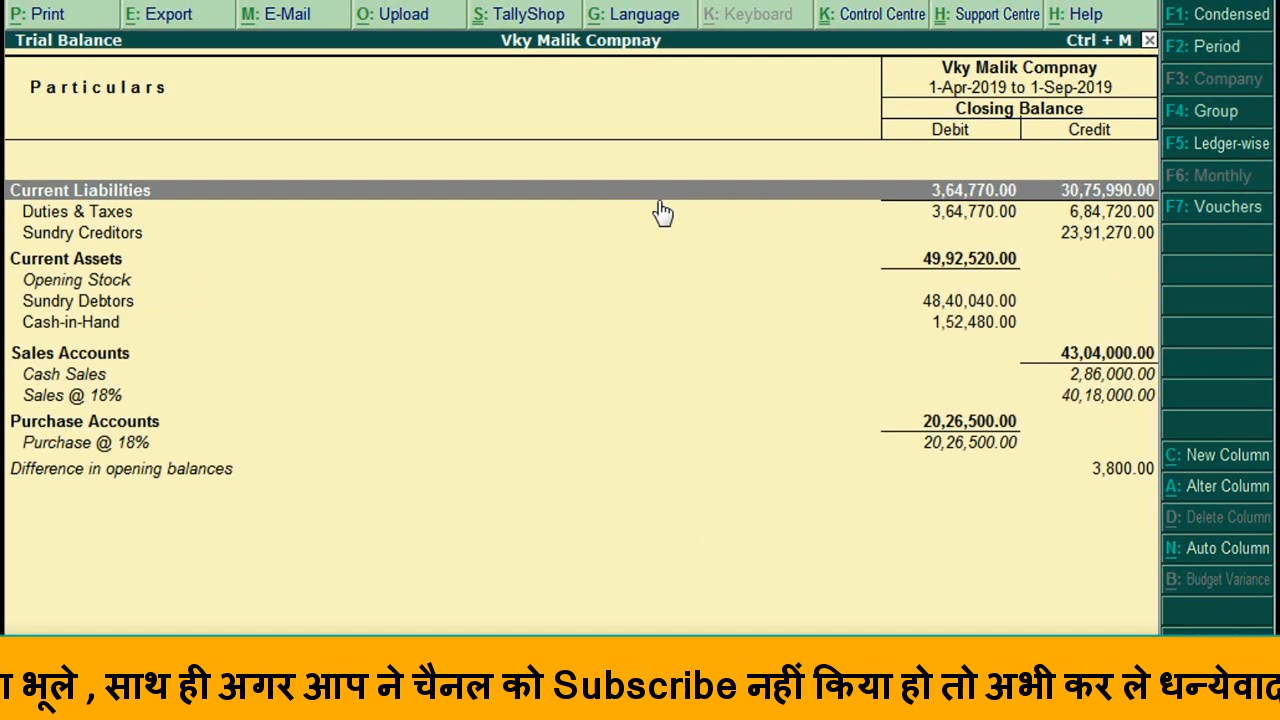 P: Print E: Export M: E-Mail O: Upload S: TallyShop G: Language K: Keyboard K: Control Centre H: Support Centre H: Help F1: Condensed
Trial Balance Vky Malik Compnay Ctrl + M F2: Period
Particulars Vky Malik Compnay F3: Company
1-Apr-2019 to 1-Sep-2019
Closing Balance F4: Group
Debit Credit
F5: Ledger-wise
F6: Monthly
Current Liabilities 3,64,770.00 30,75,990.00
Duties & Taxes 3,64,770.00 6,84,720.00 F7: Vouchers
Sundry Creditors 23,91,270.00
Current Assets 49,92,520.00
Opening Stock
Sundry Debtors 48,40,040.00
Cash-in-Hand 1,52,480.00
Sales Accounts 43,04,000.00
Cash Sales 2,86,000.00
Sales @ 18% 40,18,000.00
Purchase Accounts 20,26,500.00
Purchase @ 18% 20,26,500.00
Difference in opening balances 3,800.00
C: New Column
A: Alter Column
D: Delete Column
N: Auto Column
B: Budget Variance
भूले , साथ ही अगर आप ने चैनल को Subscribe नहीं किया हो तो अभी कर ले धन्येवाद